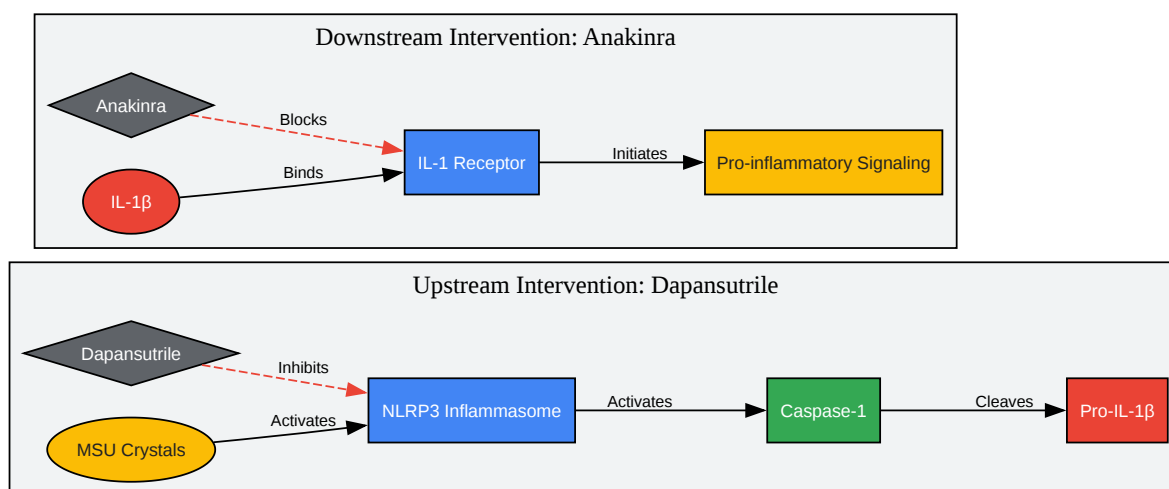 Downstream Intervention: Anakinra
Anakinra
Blocks
IL-1β
Binds
IL-1 Receptor
Initiates
Pro-inflammatory Signaling
Upstream Intervention: Dapansutrile
Dapansutrile
Inhibits
MSU Crystals
Activates
NLRP3 Inflammasome
Activates
Caspase-1
Cleaves
Pro-IL-1β